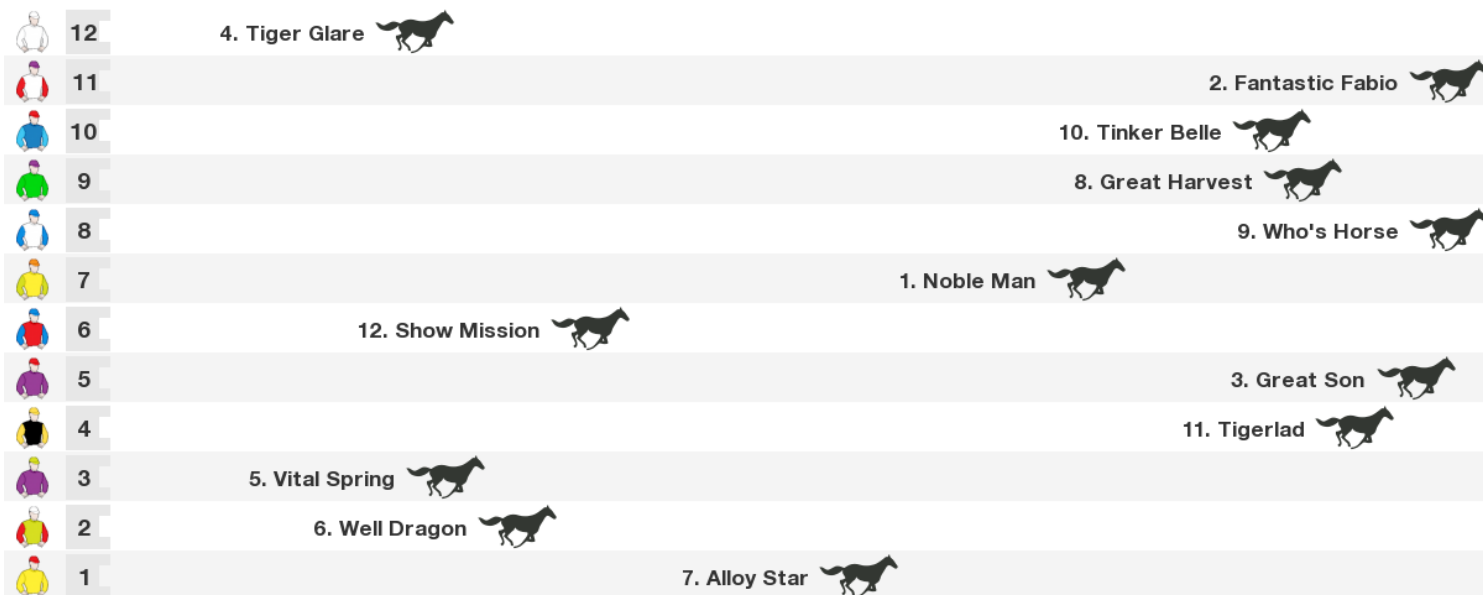 12 4. Tiger Glare
11 2. Fantastic Fabio
10 10. Tinker Belle
9 8. Great Harvest
8 9. Who's Horse
7 1. Noble Man
6 12. Show Mission
5 3. Great Son
4 11. Tigerlad
3 5. Vital Spring
2 6. Well Dragon
1 7. Alloy Star